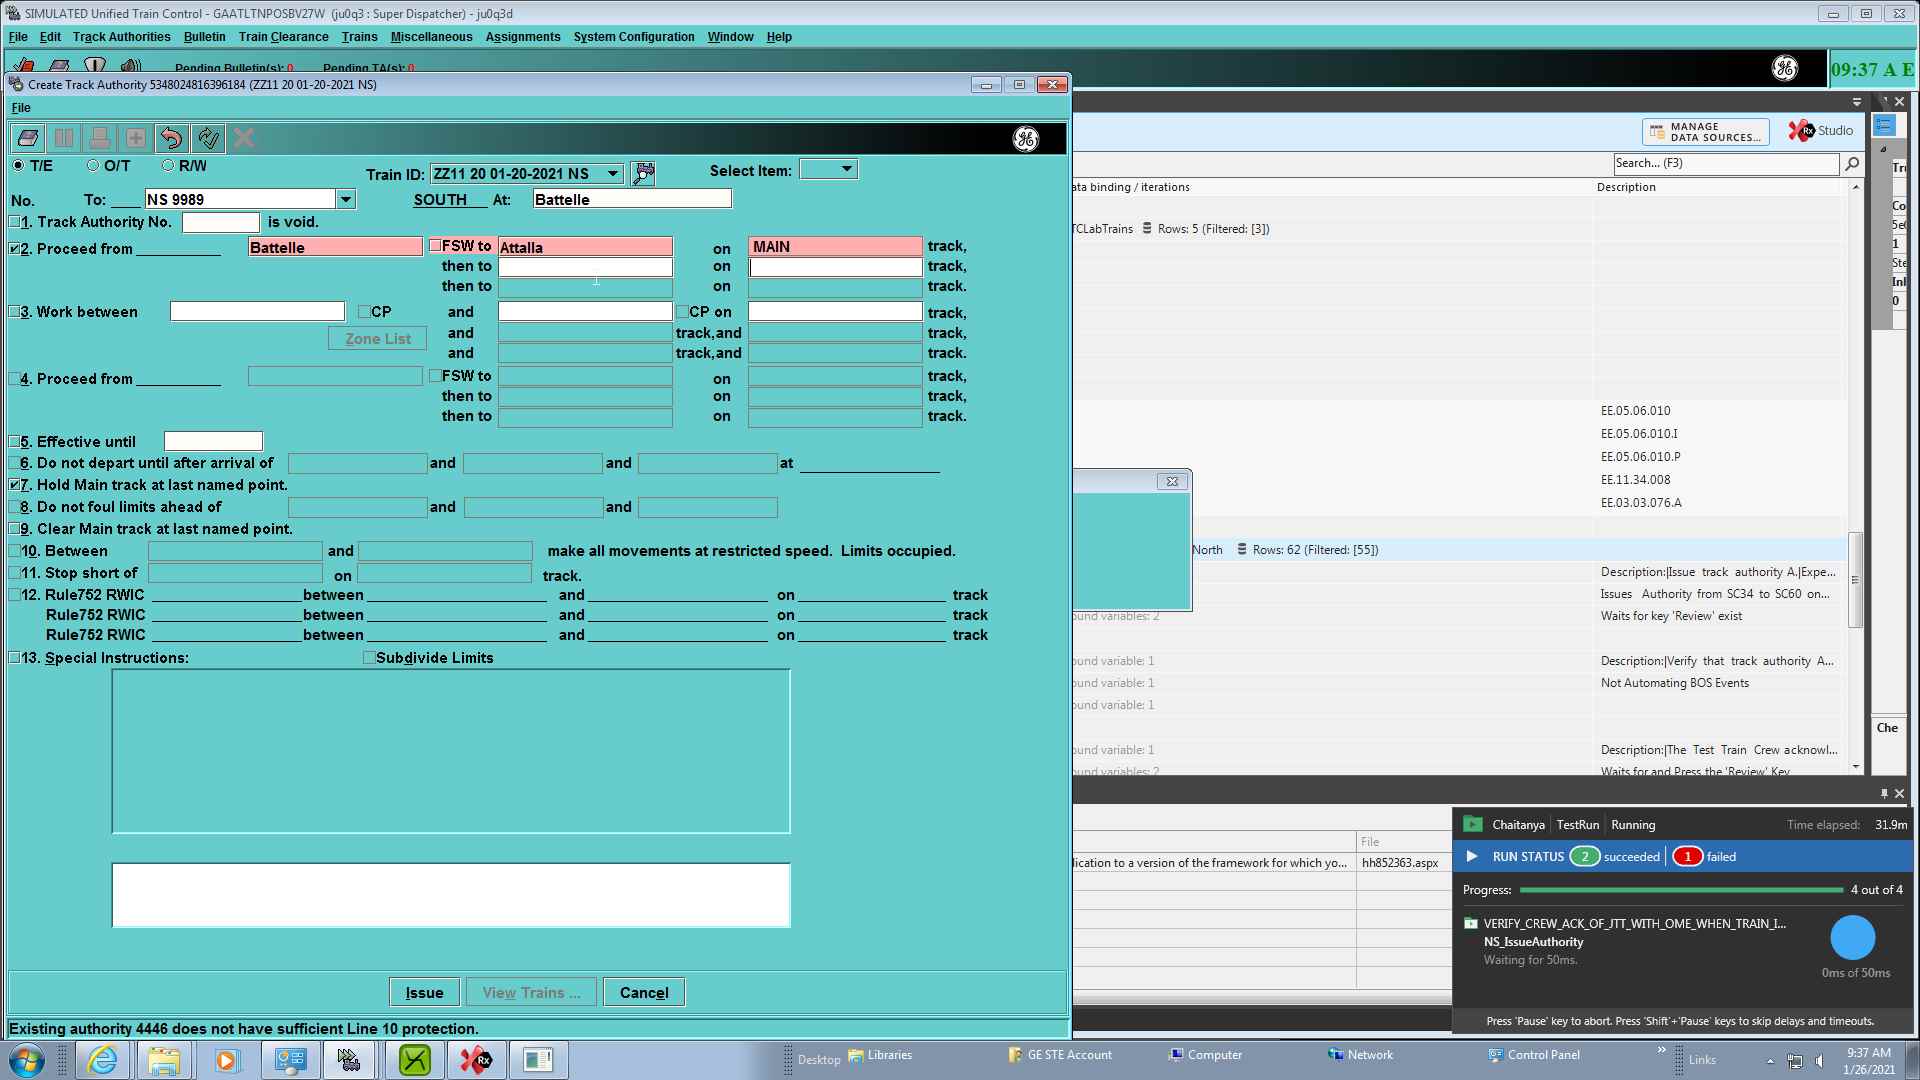 SIMULATED Unified Train Control - GAATLTNPOSBV27W (ju0q3 : Super Dispatcher) - ju0q3d
File Edit Track Authorities Bulletin Train Clearance Trains Miscellaneous Assignments System Configuration Window Help
Pending Bulletin(s): 0 Pending TA(s): 0
09:37 A E
Create Track Authority 5348024816396184 (ZZ11 20 01-20-2021 NS)
File
T/E O/T R/W
Train ID: ZZ11 20 01-20-2021 NS Select Item:
No. To: NS 9989 SOUTH At: Battelle
1. Track Authority No. is void.
2. Proceed from Battelle FSW to Attalla on MAIN track,
then to on track,
then to on track.
3. Work between CP and CP on track,
Zone List and track,and track,
and track,and track.
4. Proceed from FSW to on track,
then to on track,
then to on track.
5. Effective until
6. Do not depart until after arrival of and and at
7. Hold Main track at last named point.
8. Do not foul limits ahead of and and
9. Clear Main track at last named point.
10. Between and make all movements at restricted speed. Limits occupied.
11. Stop short of on track.
12. Rule752 RWIC between and on track
Rule752 RWIC between and on track
Rule752 RWIC between and on track
13. Special Instructions: Subdivide Limits
Issue View Trains ... Cancel
Existing authority 4446 does not have sufficient Line 10 protection.
MANAGE DATA SOURCES...
Rx Studio
Search... (F3)
ata binding / iterations Description
TCLabTrains Rows: 5 (Filtered: [3])
EE.05.06.010
EE.05.06.010.I
EE.05.06.010.P
EE.11.34.008
EE.03.03.076.A
North Rows: 62 (Filtered: [55])
Description:|Issue track authority A.|Expe...
Issues Authority from SC34 to SC60 on...
ound variables: 2 Waits for key 'Review' exist
ound variable: 1 Description:|Verify that track authority A...
ound variable: 1 Not Automating BOS Events
ound variable: 1
ound variable: 1 Description:|The Test Train Crew acknowl...
ound variables: 2 Waits for and Press the 'Review' Key
Tr
Co
5e(
1
Ste
Inl
0
Che
File
lication to a version of the framework for which yo... hh852363.aspx
Chaitanya TestRun Running Time elapsed: 31.9m
RUN STATUS 2 succeeded 1 failed
Progress: 4 out of 4
VERIFY_CREW_ACK_OF_JTT_WITH_OME_WHEN_TRAIN_I...
NS_IssueAuthority
Waiting for 50ms.
0ms of 50ms
Press 'Pause' key to abort. Press 'Shift'+'Pause' keys to skip delays and timeouts.
Desktop Libraries GE STE Account Computer Network Control Panel » Links
9:37 AM
1/26/2021